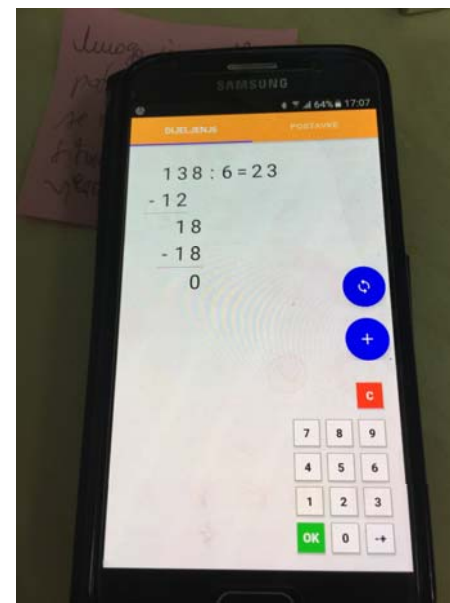 SAMSUNG
64% 17:07
DIJELJENJE POSTAVKE
138:6=23
-12
18
-18
0
+
C
7 8 9
4 5 6
1 2 3
OK 0 -+